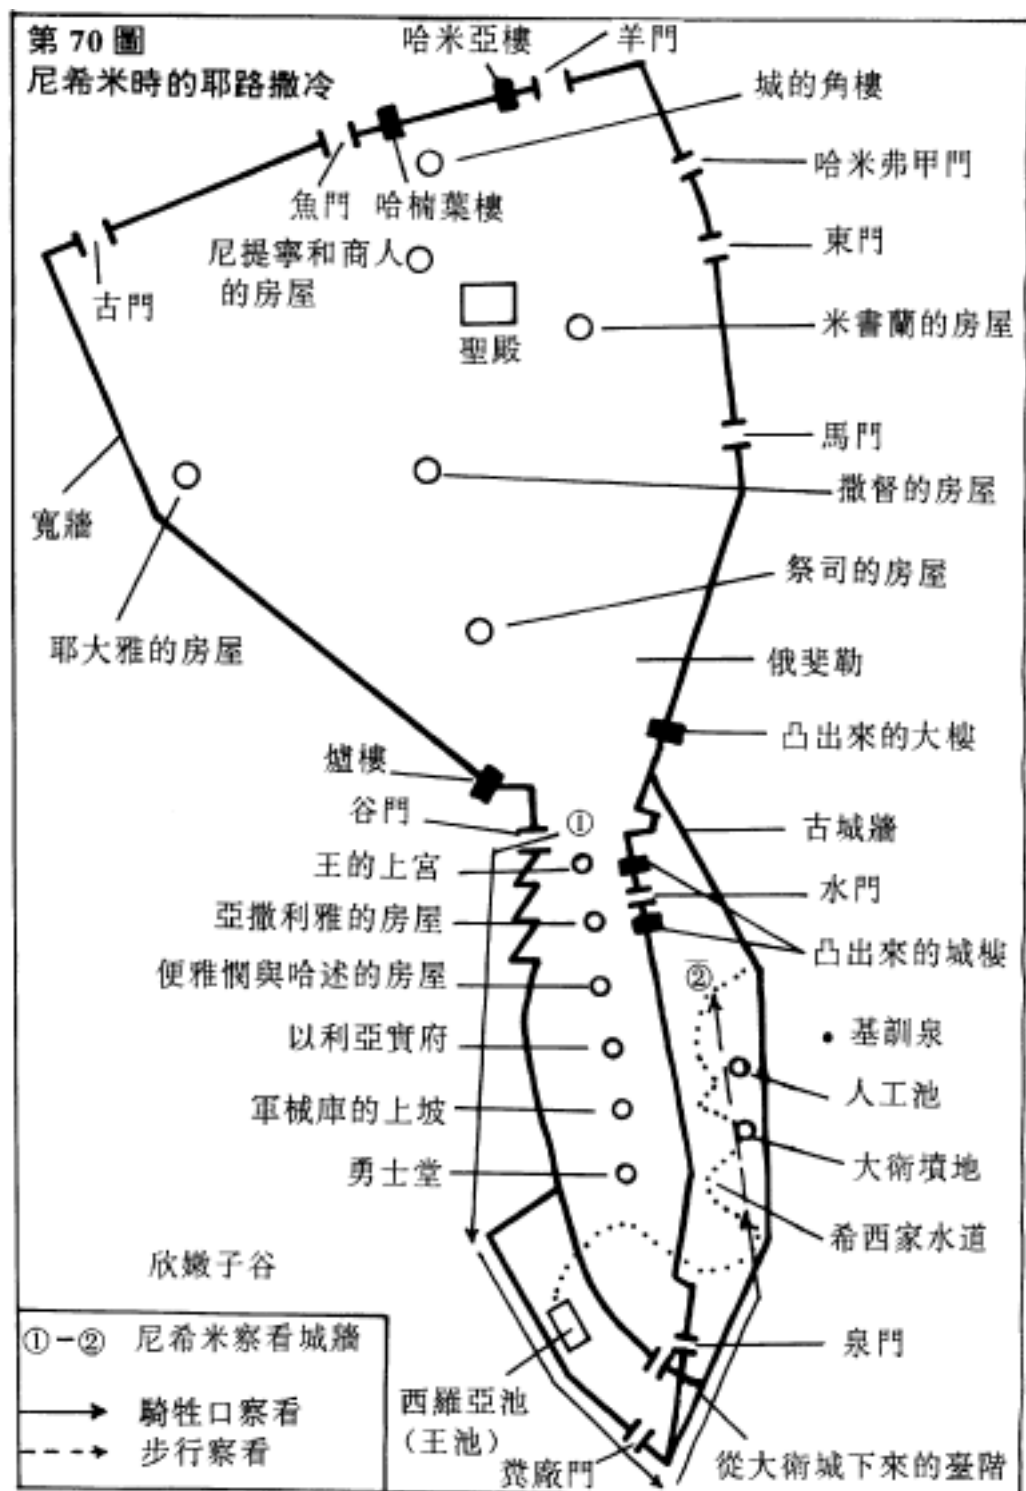 第 70 圖
尼希米時的耶路撒冷
哈米亞樓
羊門
城的角樓
哈米弗甲門
魚門
哈楠葉樓
東門
尼提寧和商人
的房屋
古門
米書蘭的房屋
聖殿
馬門
撒督的房屋
寬牆
祭司的房屋
耶大雅的房屋
俄斐勒
凸出來的大樓
爐樓
谷門
①
古城牆
王的上宮
水門
亞撒利雅的房屋
凸出來的城樓
便雅憫與哈述的房屋
②
基訓泉
以利亞實府
人工池
軍械庫的上坡
大衛墳地
勇士堂
希西家水道
欣嫩子谷
①－② 尼希米察看城牆
騎牲口察看
步行察看
泉門
西羅亞池
（王池）
糞廠門
從大衛城下來的臺階